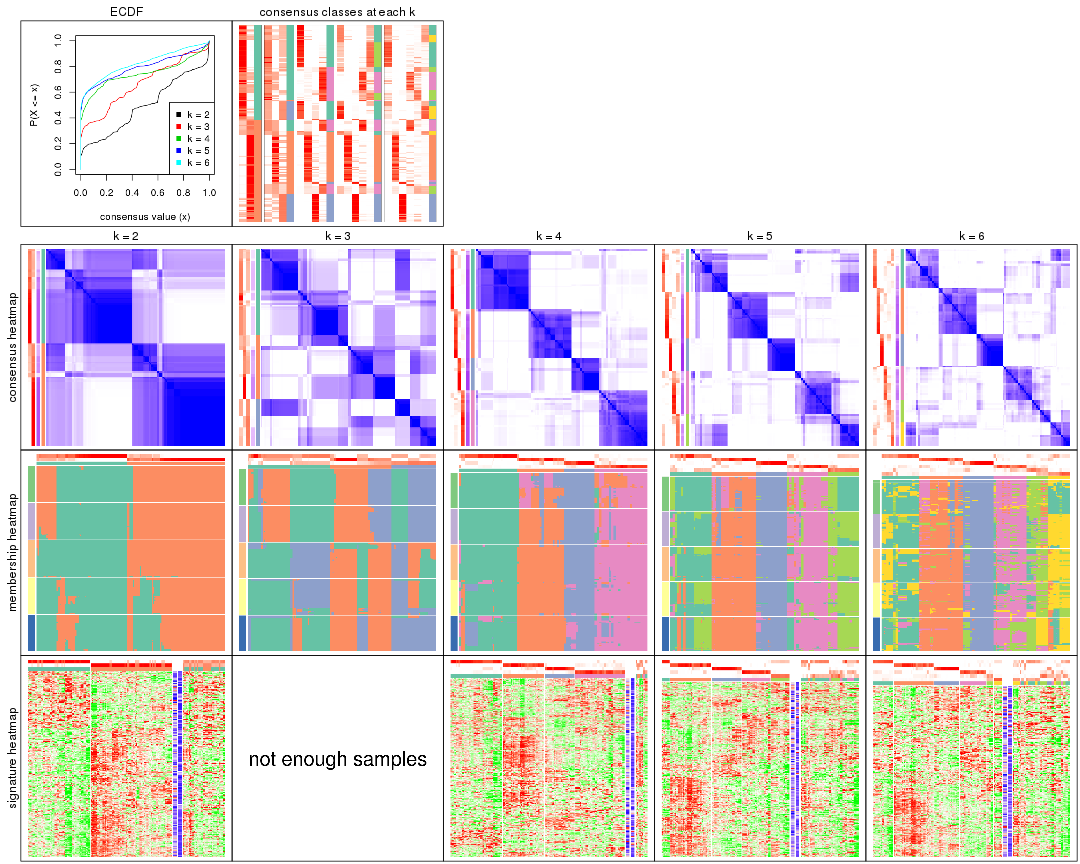 ECDF
consensus classes at each k
P(X <= x)
0.0 0.2 0.4 0.6 0.8 1.0
k = 2
k = 3
k = 4
k = 5
k = 6
0.0 0.2 0.4 0.6 0.8 1.0
consensus value (x)
k = 2
k = 3
k = 4
k = 5
k = 6
consensus heatmap
membership heatmap
signature heatmap
not enough samples